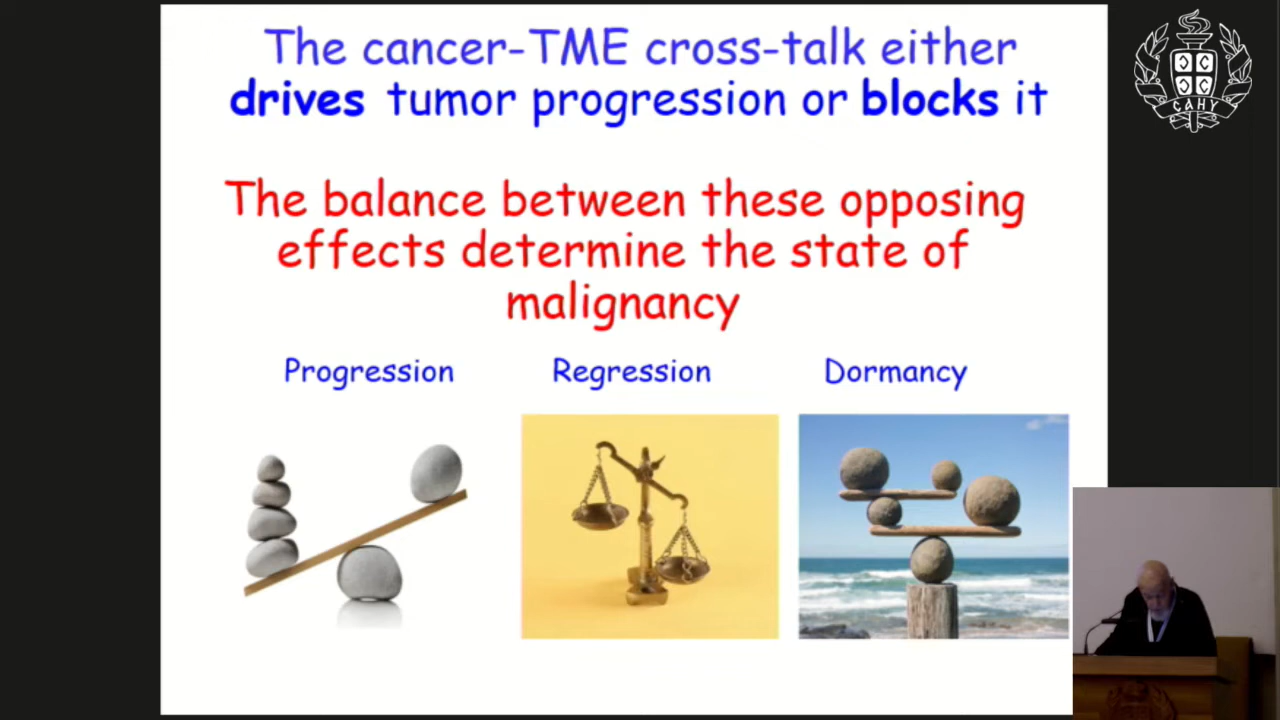 The cancer-TME cross-talk either
drives tumor progression or blocks it
The balance between these opposing
effects determine the state of
malignancy
Progression Regression Dormancy
САНУ